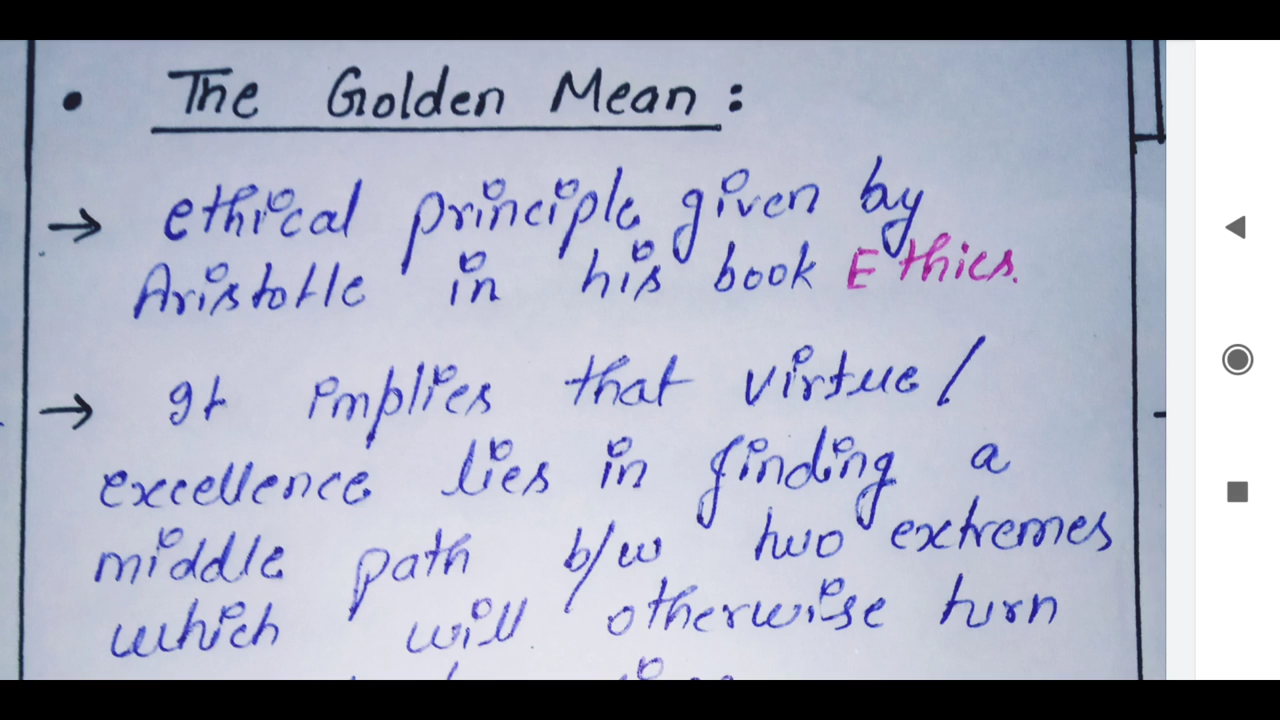 • The Golden Mean :
→ ethical principle given by
Aristotle in his book Ethics.
→ It implies that virtue /
excellence lies in finding a
middle path b/w two extremes
which will otherwise turn